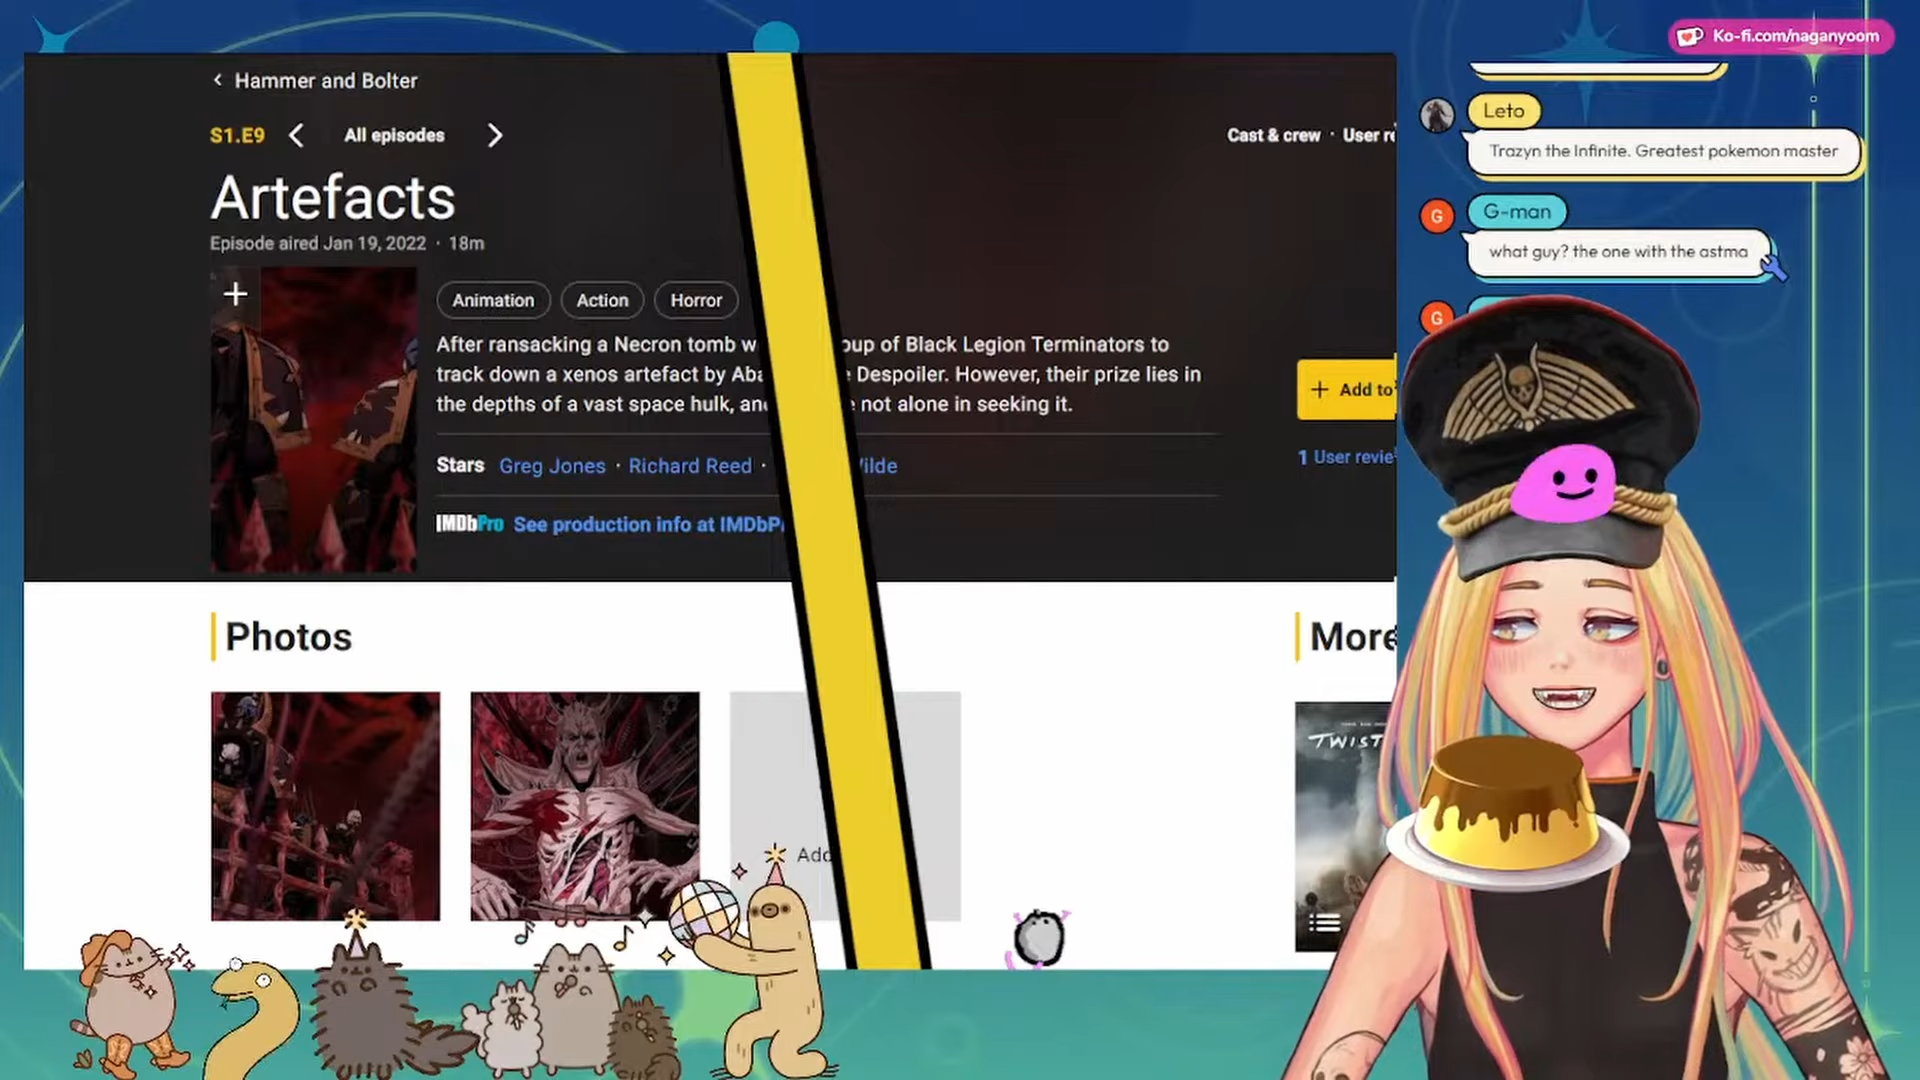 Ko-fi.com/naganyoom
Hammer and Bolter
S1.E9
All episodes
Cast & crew · User
Artefacts
Episode aired Jan 19, 2022 · 18m
Animation
Action
Horror
After ransacking a Necron tomb w oup of Black Legion Terminators to
track down a xenos artefact by Aba Despoiler. However, their prize lies in
the depths of a vast space hulk, an not alone in seeking it.
+ Add to
Stars Greg Jones · Richard Reed · ilde
1 User revie
IMDbPro See production info at IMDbP
Photos
More
Add
TWIST
Leto
Trazyn the Infinite. Greatest pokemon master
G
G-man
what guy? the one with the astma
G